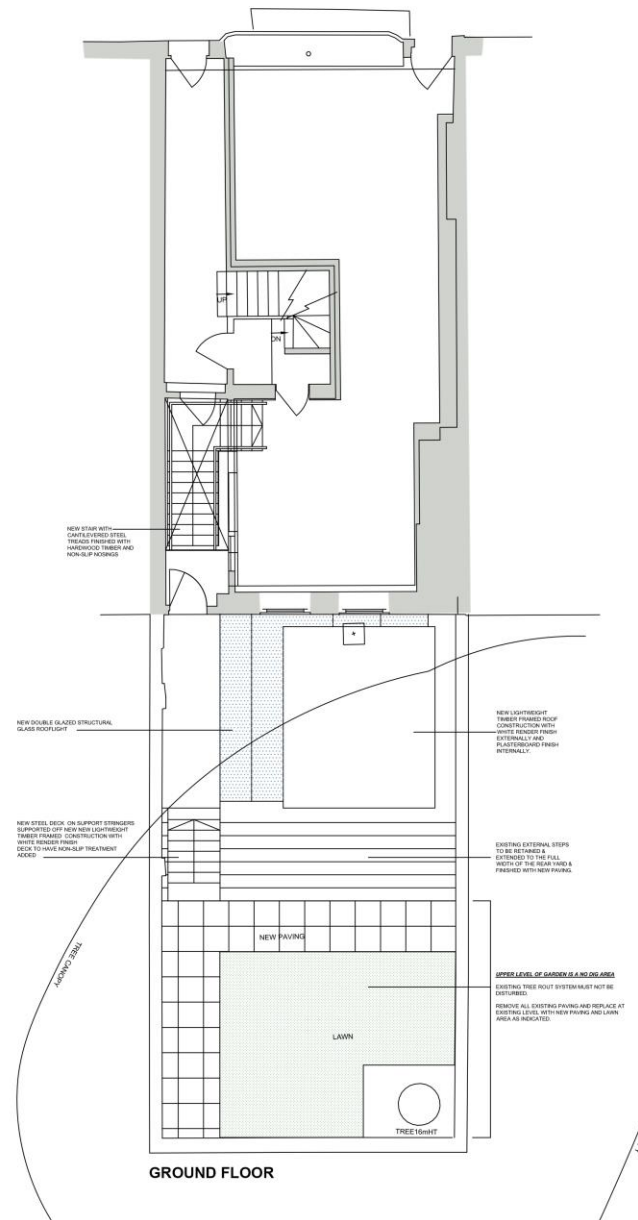 UP
DN
NEW STAIR WITH
CANTILEVERED STEEL
TREADS FINISHED WITH
HARDWOOD TIMBER AND
NON-SLIP NOSINGS
NEW DOUBLE GLAZED STRUCTURAL
GLASS ROOFLIGHT
NEW LIGHTWEIGHT
TIMBER FRAMED ROOF
CONSTRUCTION WITH
WHITE RENDER FINISH
EXTERNALLY AND
PLASTERBOARD FINISH
INTERNALLY.
NEW STEEL DECK ON SUPPORT STRINGERS
SUPPORTED OFF NEW NEW LIGHTWEIGHT
TIMBER FRAMED CONSTRUCTION WITH
WHITE RENDER FINISH
DECK TO HAVE NON-SLIP TREATMENT
ADDED
EXISTING EXTERNAL STEPS
TO BE RETAINED &
EXTENDED TO THE FULL
WIDTH OF THE REAR YARD &
FINISHED WITH NEW PAVING.
TREE CANOPY
NEW PAVING
UPPER LEVEL OF GARDEN IS A NO DIG AREA
EXISTING TREE ROUT SYSTEM MUST NOT BE
DISTURBED.
REMOVE ALL EXISTING PAVING AND REPLACE AT
EXISTING LEVEL WITH NEW PAVING AND LAWN
AREA AS INDICATED.
LAWN
TREE16mHT
GROUND FLOOR